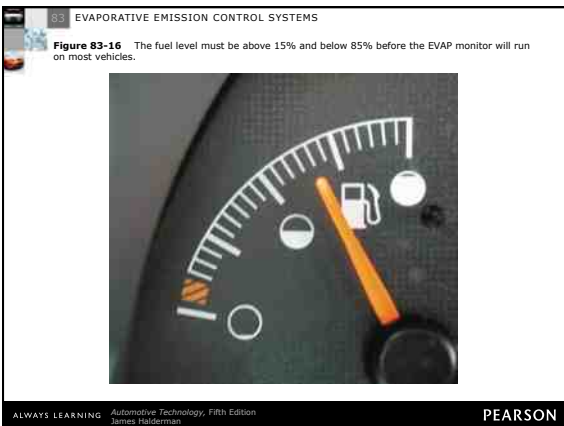 83 EVAPORATIVE EMISSION CONTROL SYSTEMS
Figure 83-16 The fuel level must be above 15% and below 85% before the EVAP monitor will run
on most vehicles.
ALWAYS LEARNING
Automotive Technology, Fifth Edition
James Halderman
PEARSON